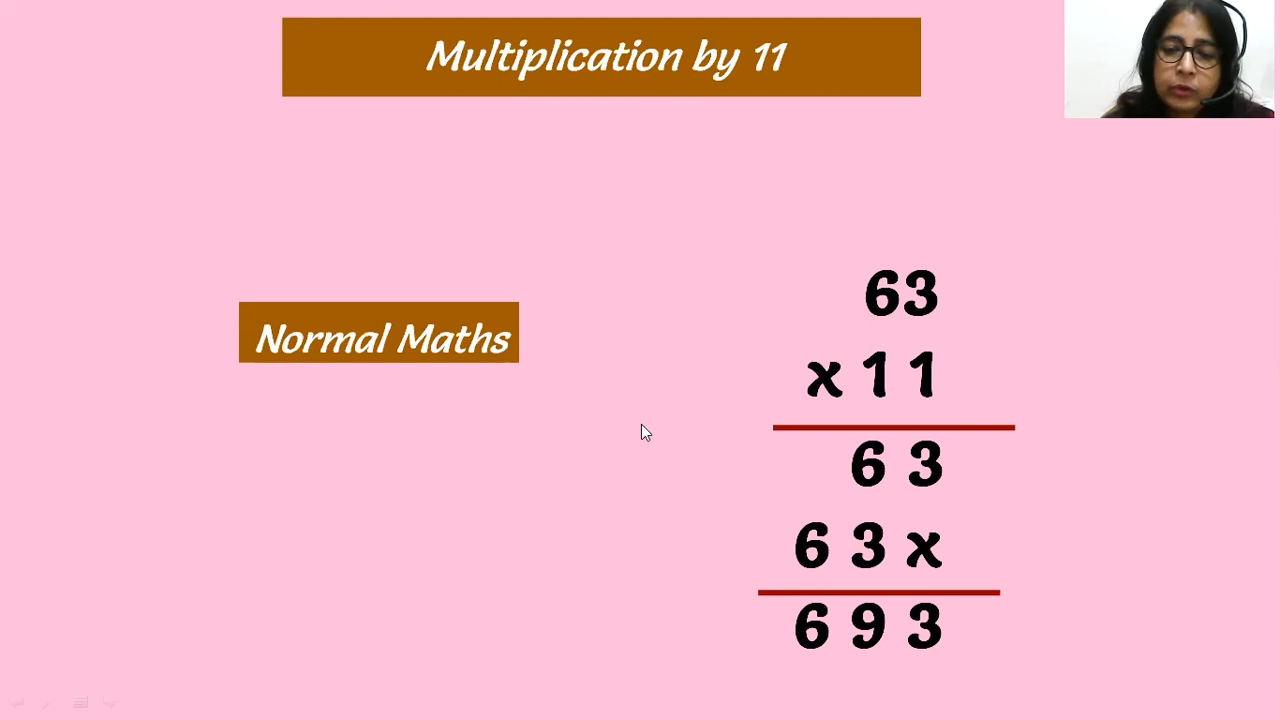 Multiplication by 11
Normal Maths
63
x 1 1
6 3
6 3 x
6 9 3